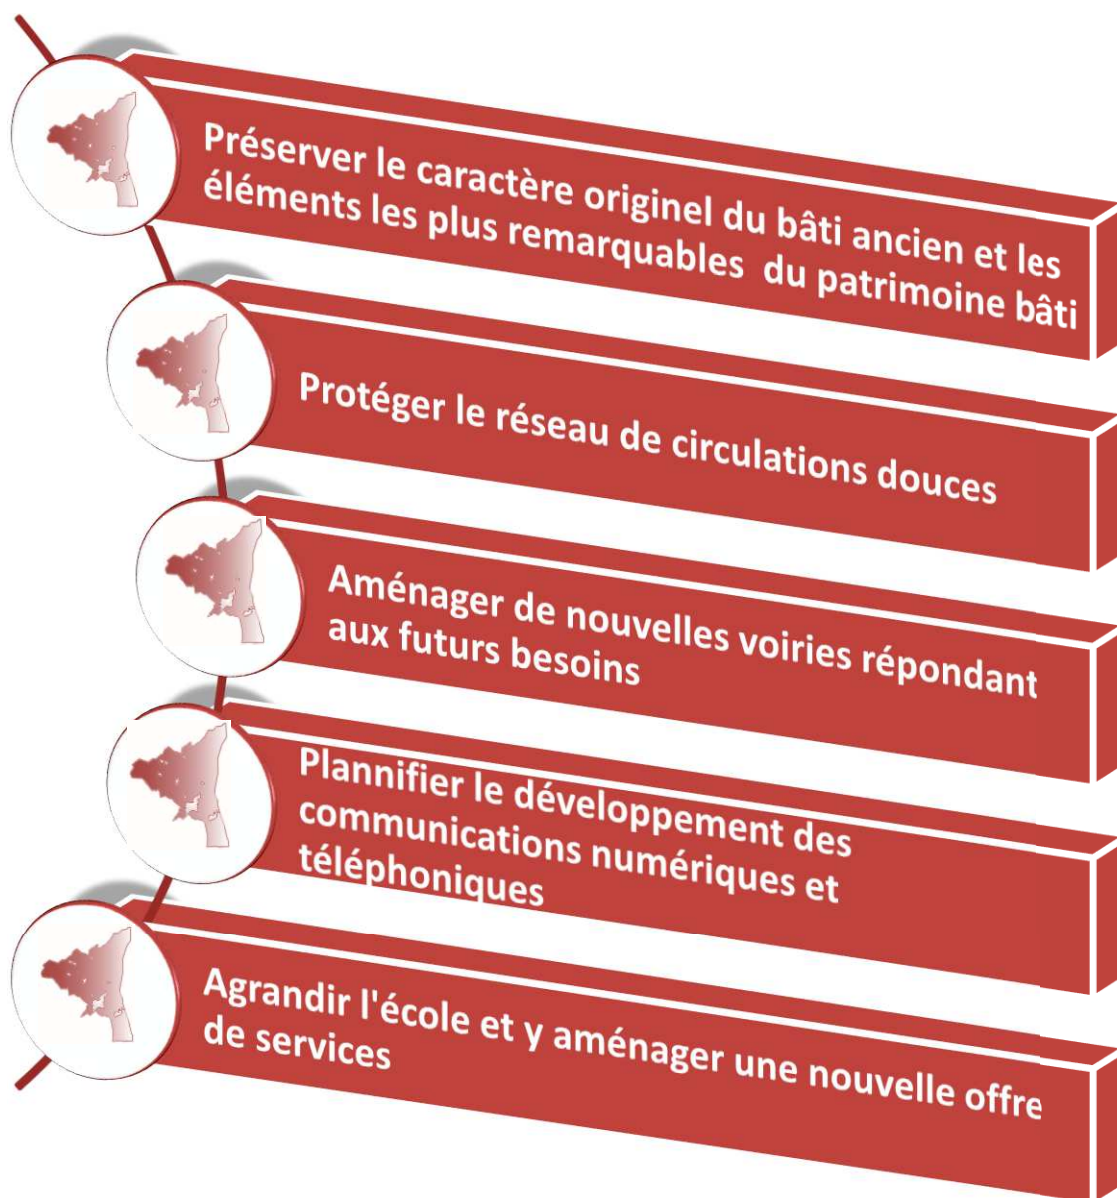 Préserver le caractère originel du bâti ancien et les
éléments les plus remarquables du patrimoine bâti
Protéger le réseau de circulations douces
Aménager de nouvelles voiries répondant
aux futurs besoins
Plannifier le développement des
communications numériques et
téléphoniques
Agrandir l'école et y aménager une nouvelle offre
de services